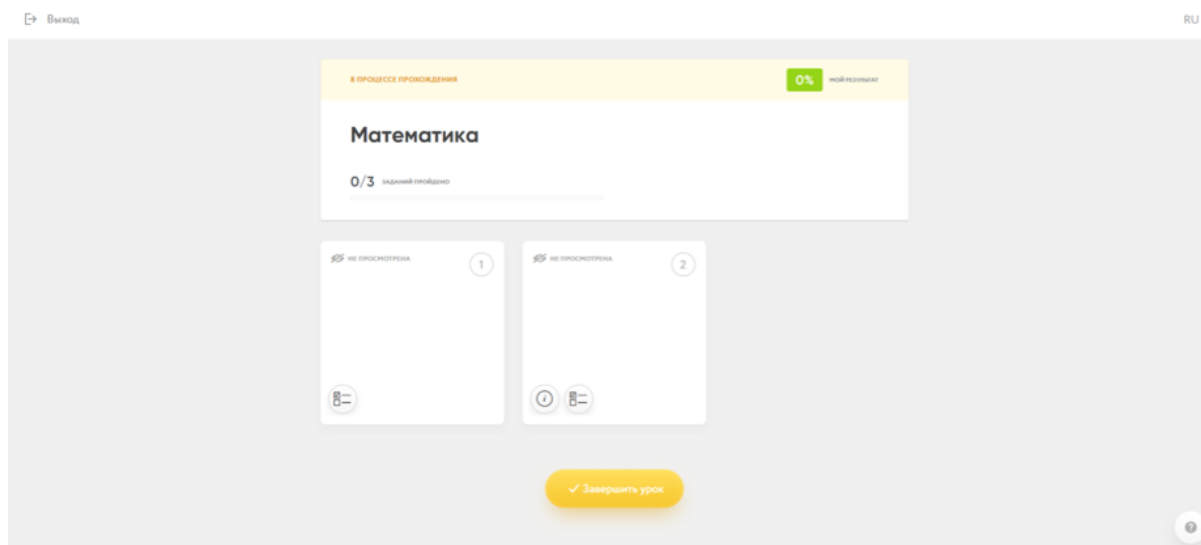 Выход
RU
В ПРОЦЕССЕ ПРОХОЖДЕНИЯ
0% МОЙ РЕЗУЛЬТАТ
Математика
0/3 ЗАДАНИЙ ПРОЙДЕНО
НЕ ПРОСМОТРЕНА 1
НЕ ПРОСМОТРЕНА 2
✓ Завершить урок